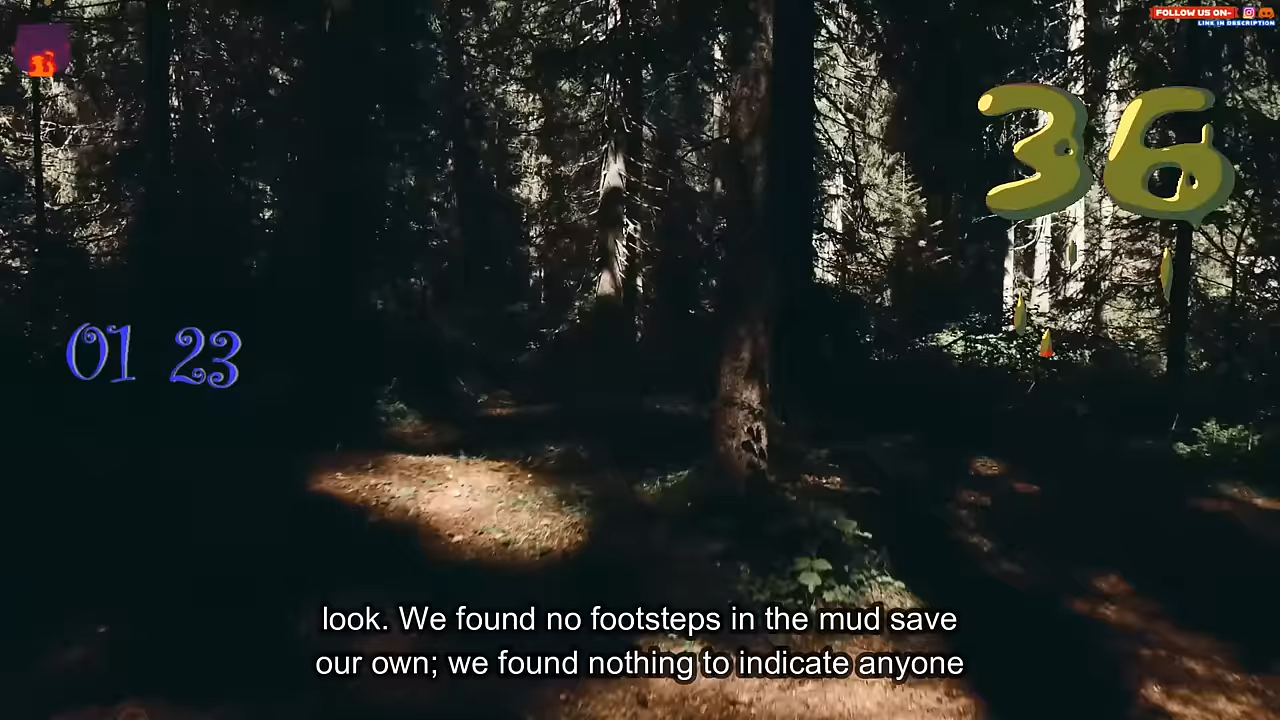 FOLLOW US ON-
LINK IN DESCRIPTION
36
01 23
look. We found no footsteps in the mud save
our own; we found nothing to indicate anyone